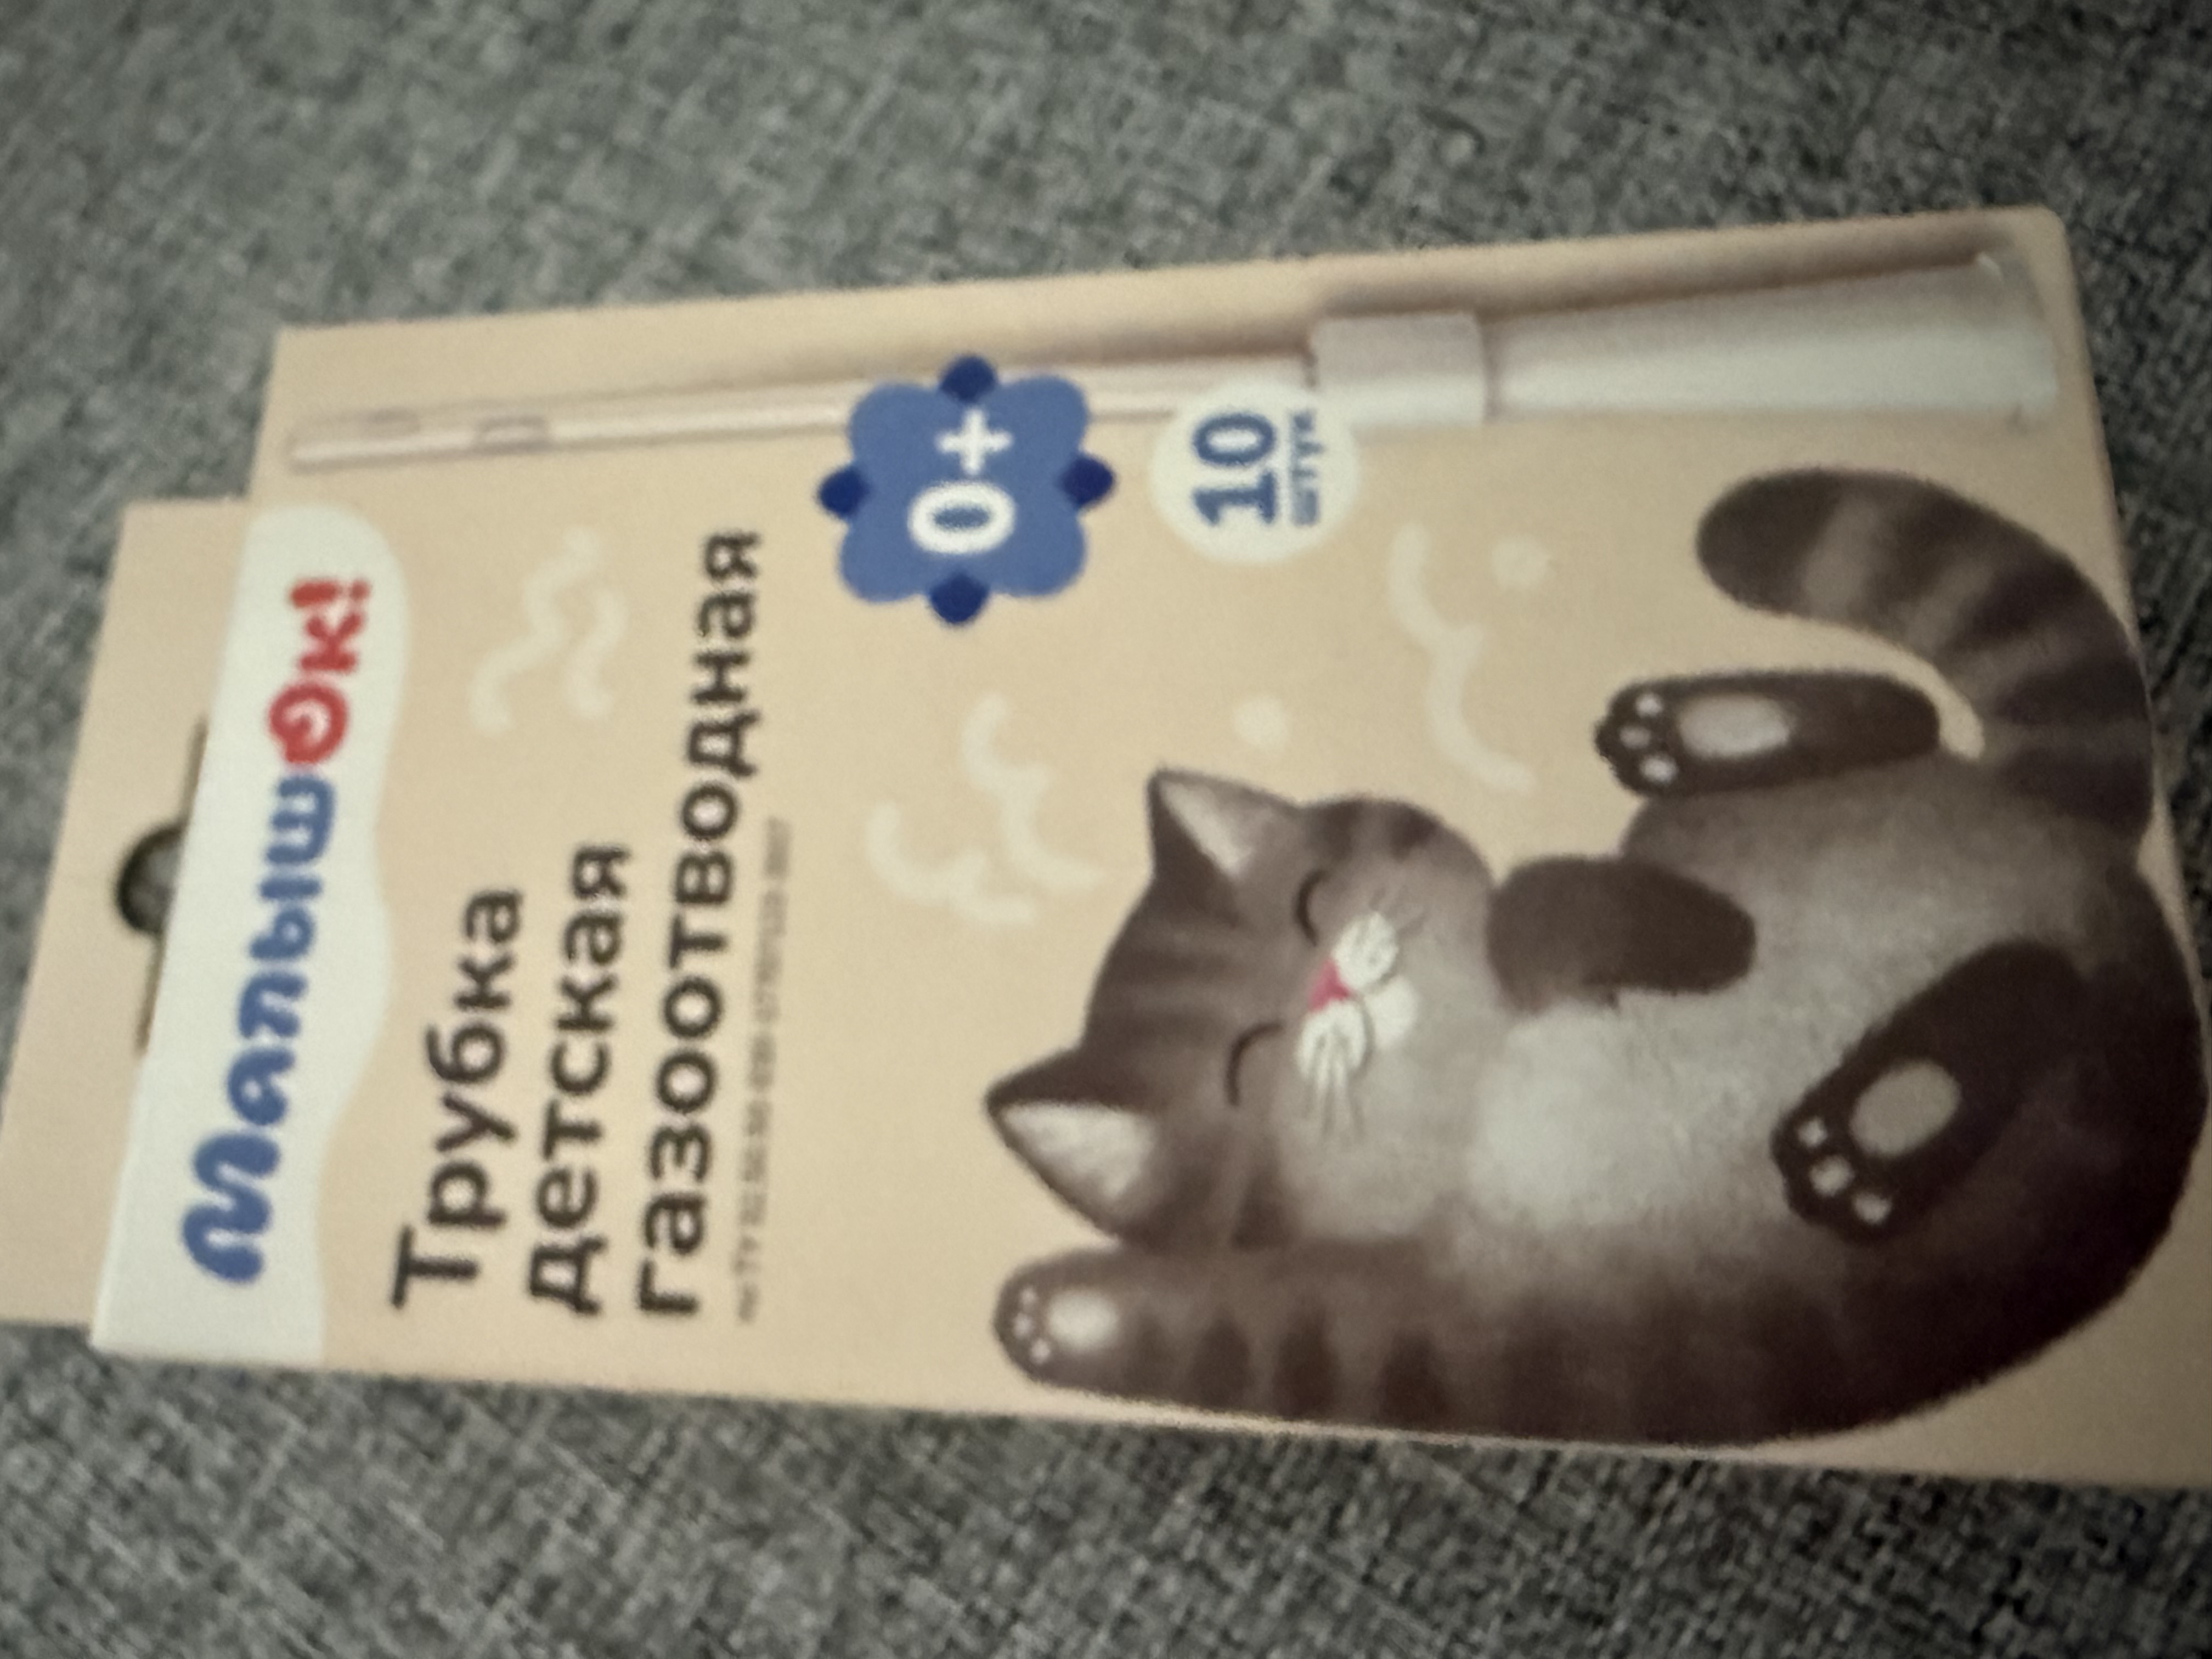 МалышОК!
Трубка
детская
газоотводная
0+
10
штук